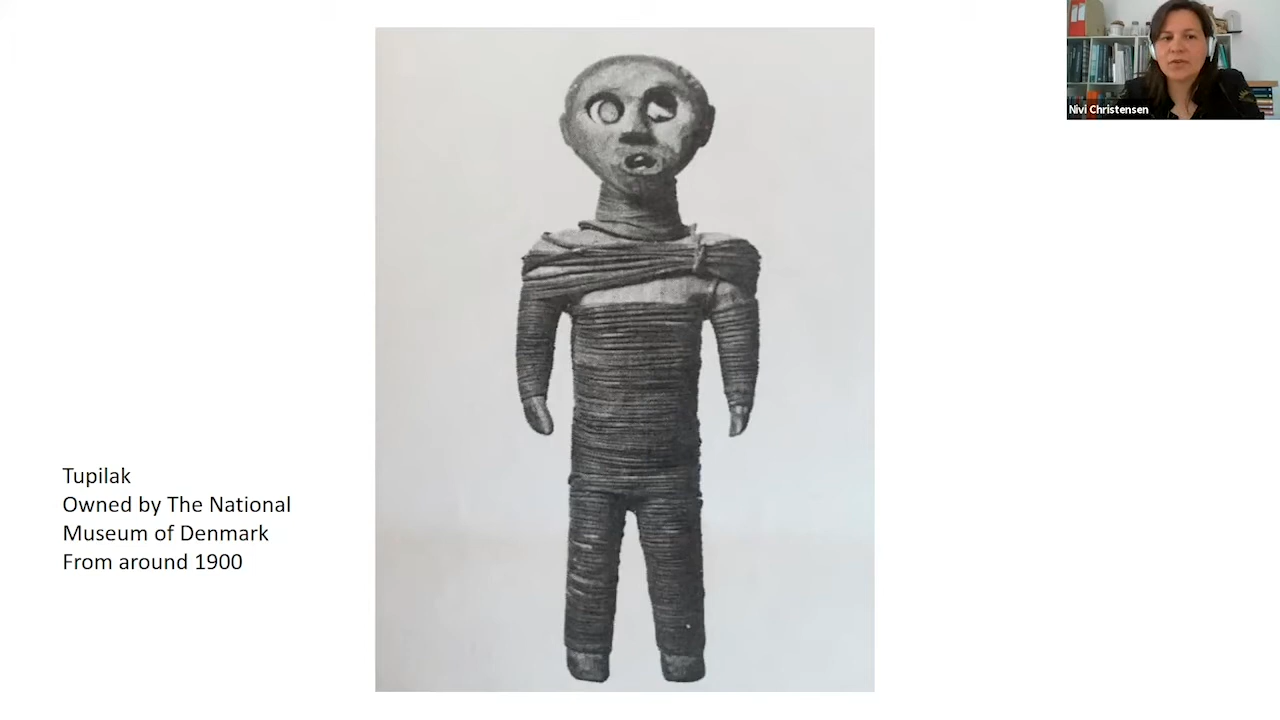 Nivi Christensen
Tupilak
Owned by The National
Museum of Denmark
From around 1900